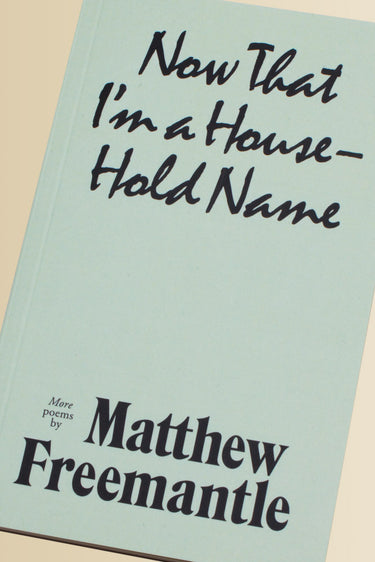 Now That
I'm a House–
Hold Name
More
poems
by
Matthew
Freemantle